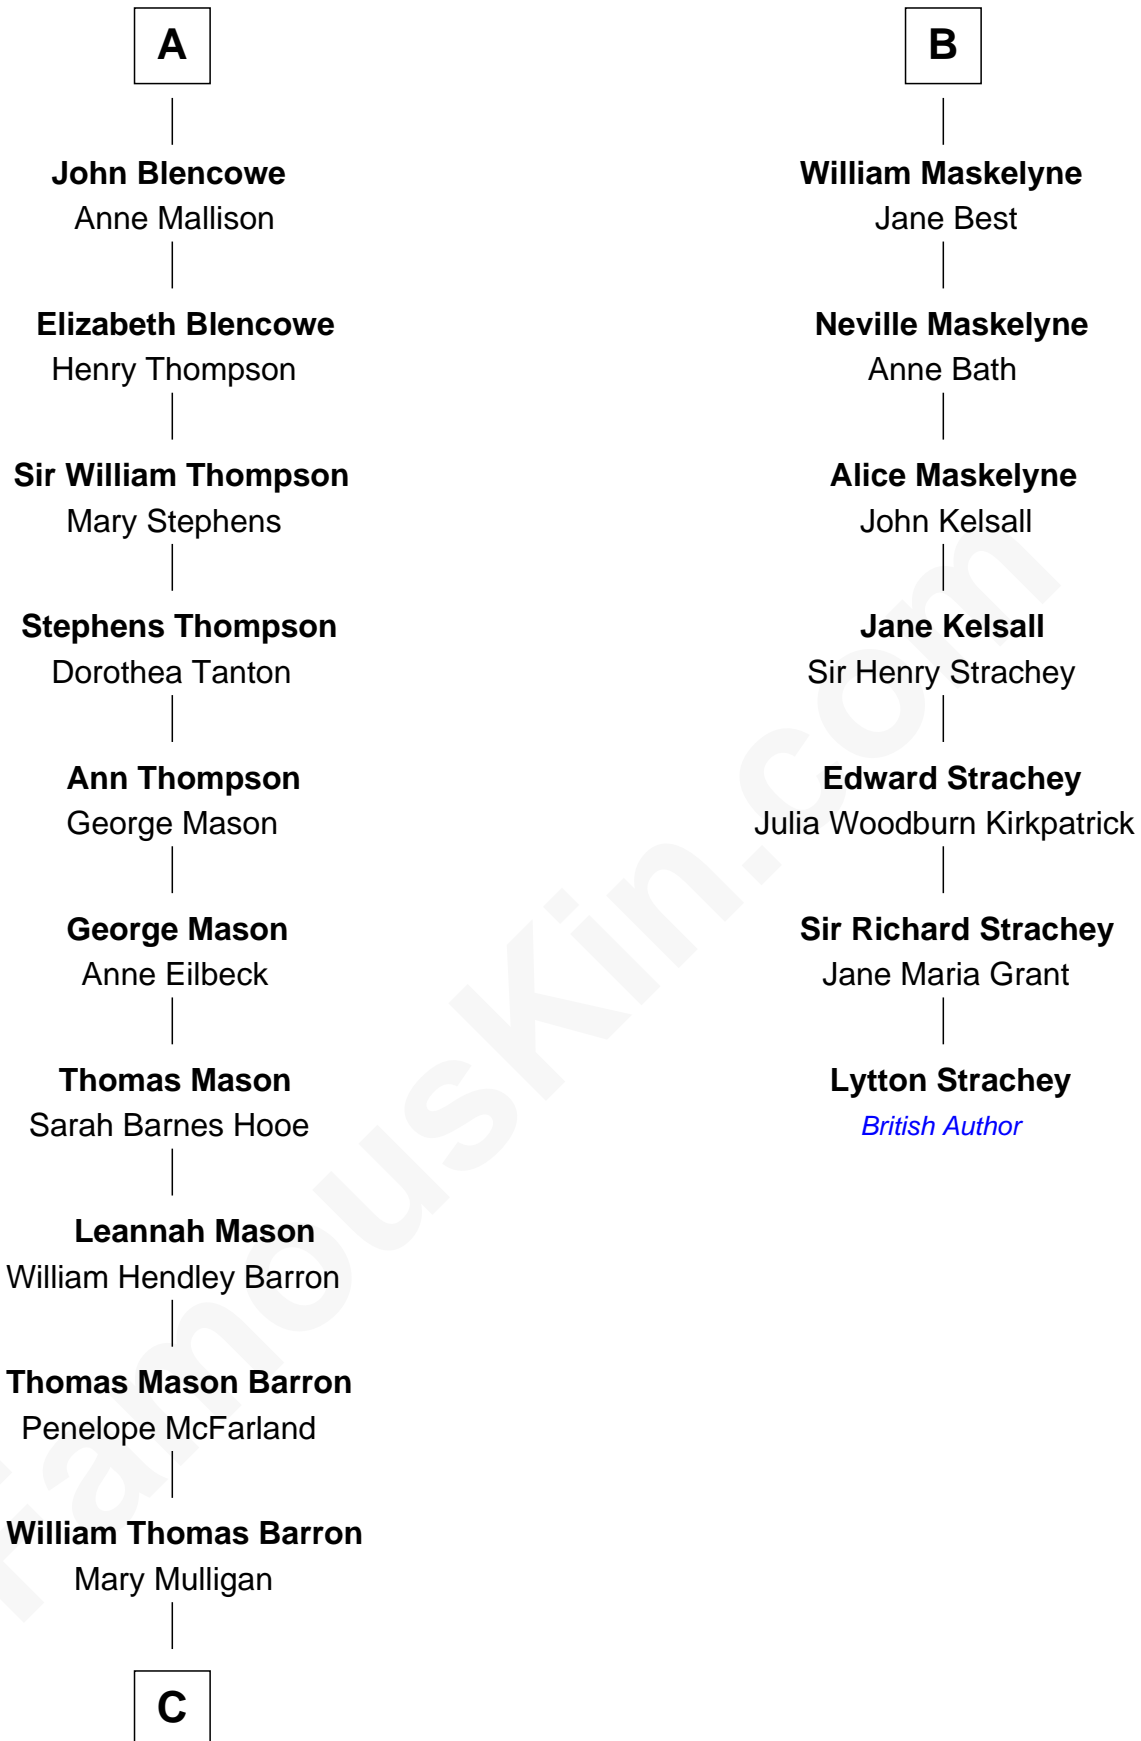 A
John Blencowe
Anne Mallison
Elizabeth Blencowe
Henry Thompson
Sir William Thompson
Mary Stephens
Stephens Thompson
Dorothea Tanton
Ann Thompson
George Mason
George Mason
Anne Eilbeck
Thomas Mason
Sarah Barnes Hooe
Leannah Mason
William Hendley Barron
Thomas Mason Barron
Penelope McFarland
William Thomas Barron
Mary Mulligan
C
B
William Maskelyne
Jane Best
Neville Maskelyne
Anne Bath
Alice Maskelyne
John Kelsall
Jane Kelsall
Sir Henry Strachey
Edward Strachey
Julia Woodburn Kirkpatrick
Sir Richard Strachey
Jane Maria Grant
Lytton Strachey
British Author
FamousKin.com